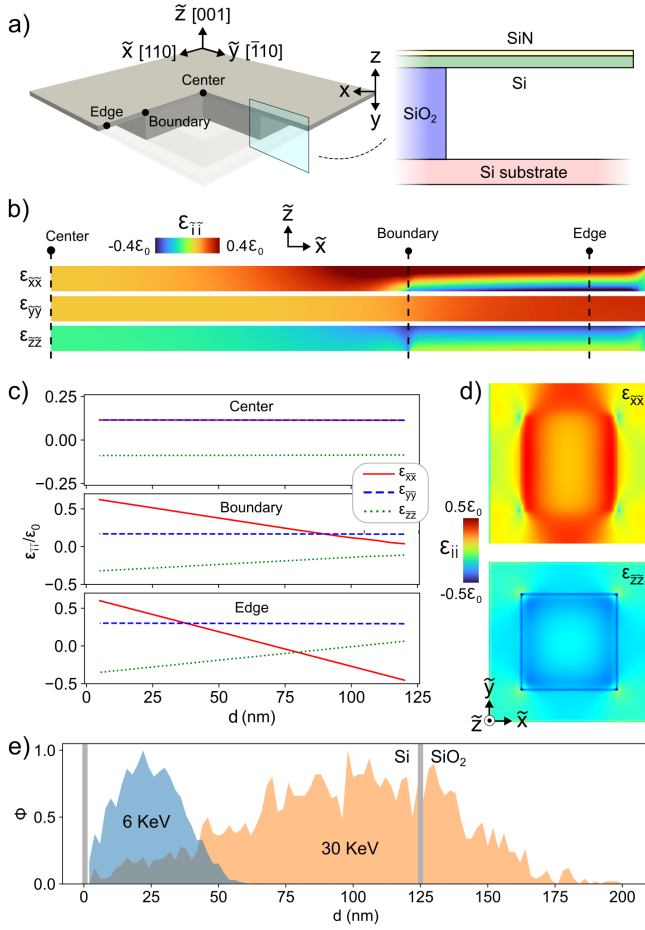 a)
z̃ [001]
x̃ [110]
ỹ [1̄10]
Center
Edge
Boundary
z
x
y
SiN
Si
SiO₂
Si substrate
b)
Center
ε_ĩĩ
-0.4ε₀
0.4ε₀
z̃
x̃
Boundary
Edge
ε_x̃x̃
ε_ỹỹ
ε_z̃z̃
c)
0.25
0.00
−0.25
Center
ε_x̃x̃
ε_ỹỹ
ε_z̃z̃
0.5
0.0
−0.5
Boundary
ε_ĩĩ/ε₀
0.5
0.0
−0.5
Edge
0
25
50
75
100
125
d (nm)
d)
ε_x̃x̃
0.5ε₀
ε_ii
-0.5ε₀
ε_z̃z̃
ỹ
z̃
x̃
e)
Φ
1.0
0.5
0.0
6 KeV
30 KeV
Si
SiO₂
0
25
50
75
100
125
150
175
200
d (nm)